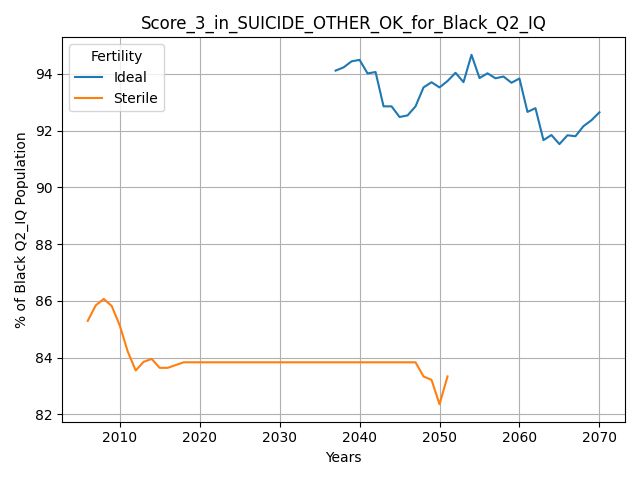 Score_3_in_SUICIDE_OTHER_OK_for_Black_Q2_IQ
Fertility
Ideal
Sterile
% of Black Q2_IQ Population
94
92
90
88
86
84
82
2010 2020 2030 2040 2050 2060 2070
Years